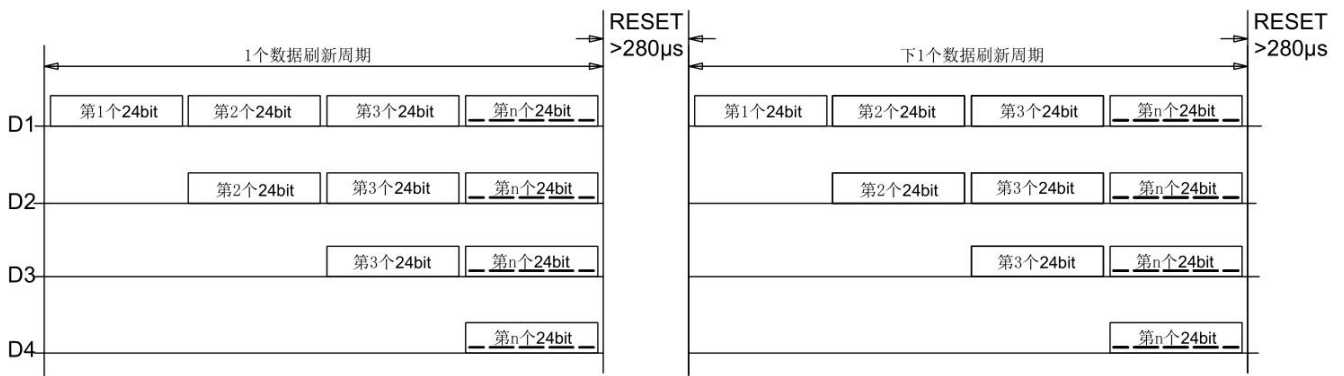 RESET
>280μs
RESET
>280μs
1个数据刷新周期
下1个数据刷新周期
D1 第1个24bit 第2个24bit 第3个24bit 第n个24bit 第1个24bit 第2个24bit 第3个24bit 第n个24bit
D2 第2个24bit 第3个24bit 第n个24bit 第2个24bit 第3个24bit 第n个24bit
D3 第3个24bit 第n个24bit 第3个24bit 第n个24bit
D4 第n个24bit 第n个24bit